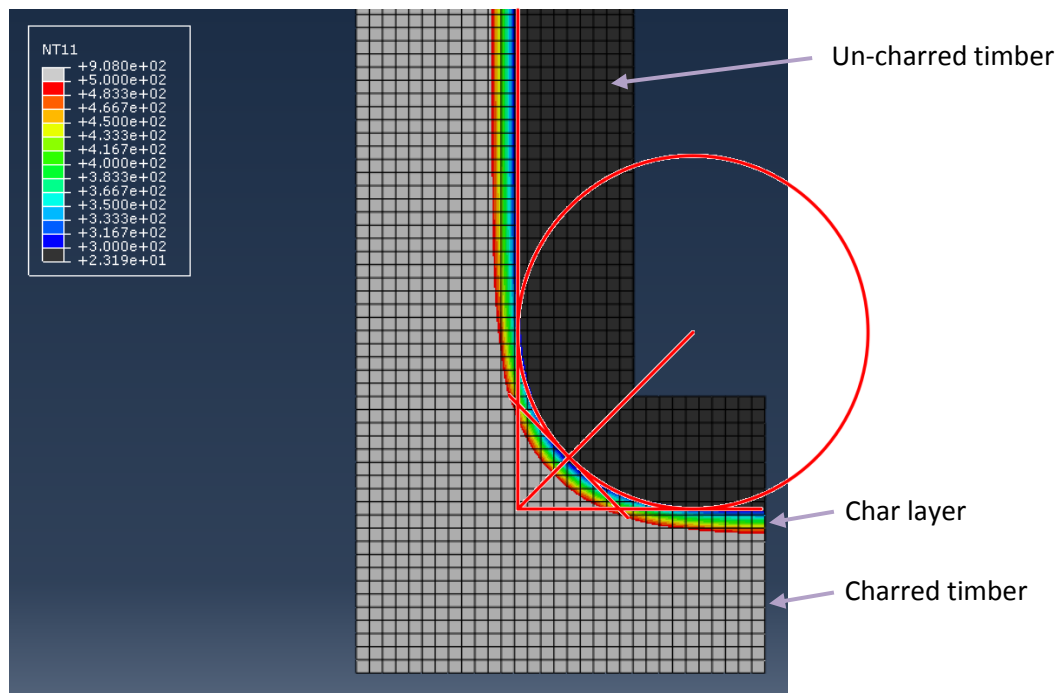 NT11
+9.080e+02
+5.000e+02
+4.833e+02
+4.667e+02
+4.500e+02
+4.333e+02
+4.167e+02
+4.000e+02
+3.833e+02
+3.667e+02
+3.500e+02
+3.333e+02
+3.167e+02
+3.000e+02
+2.319e+01
Un-charred timber
Char layer
Charred timber